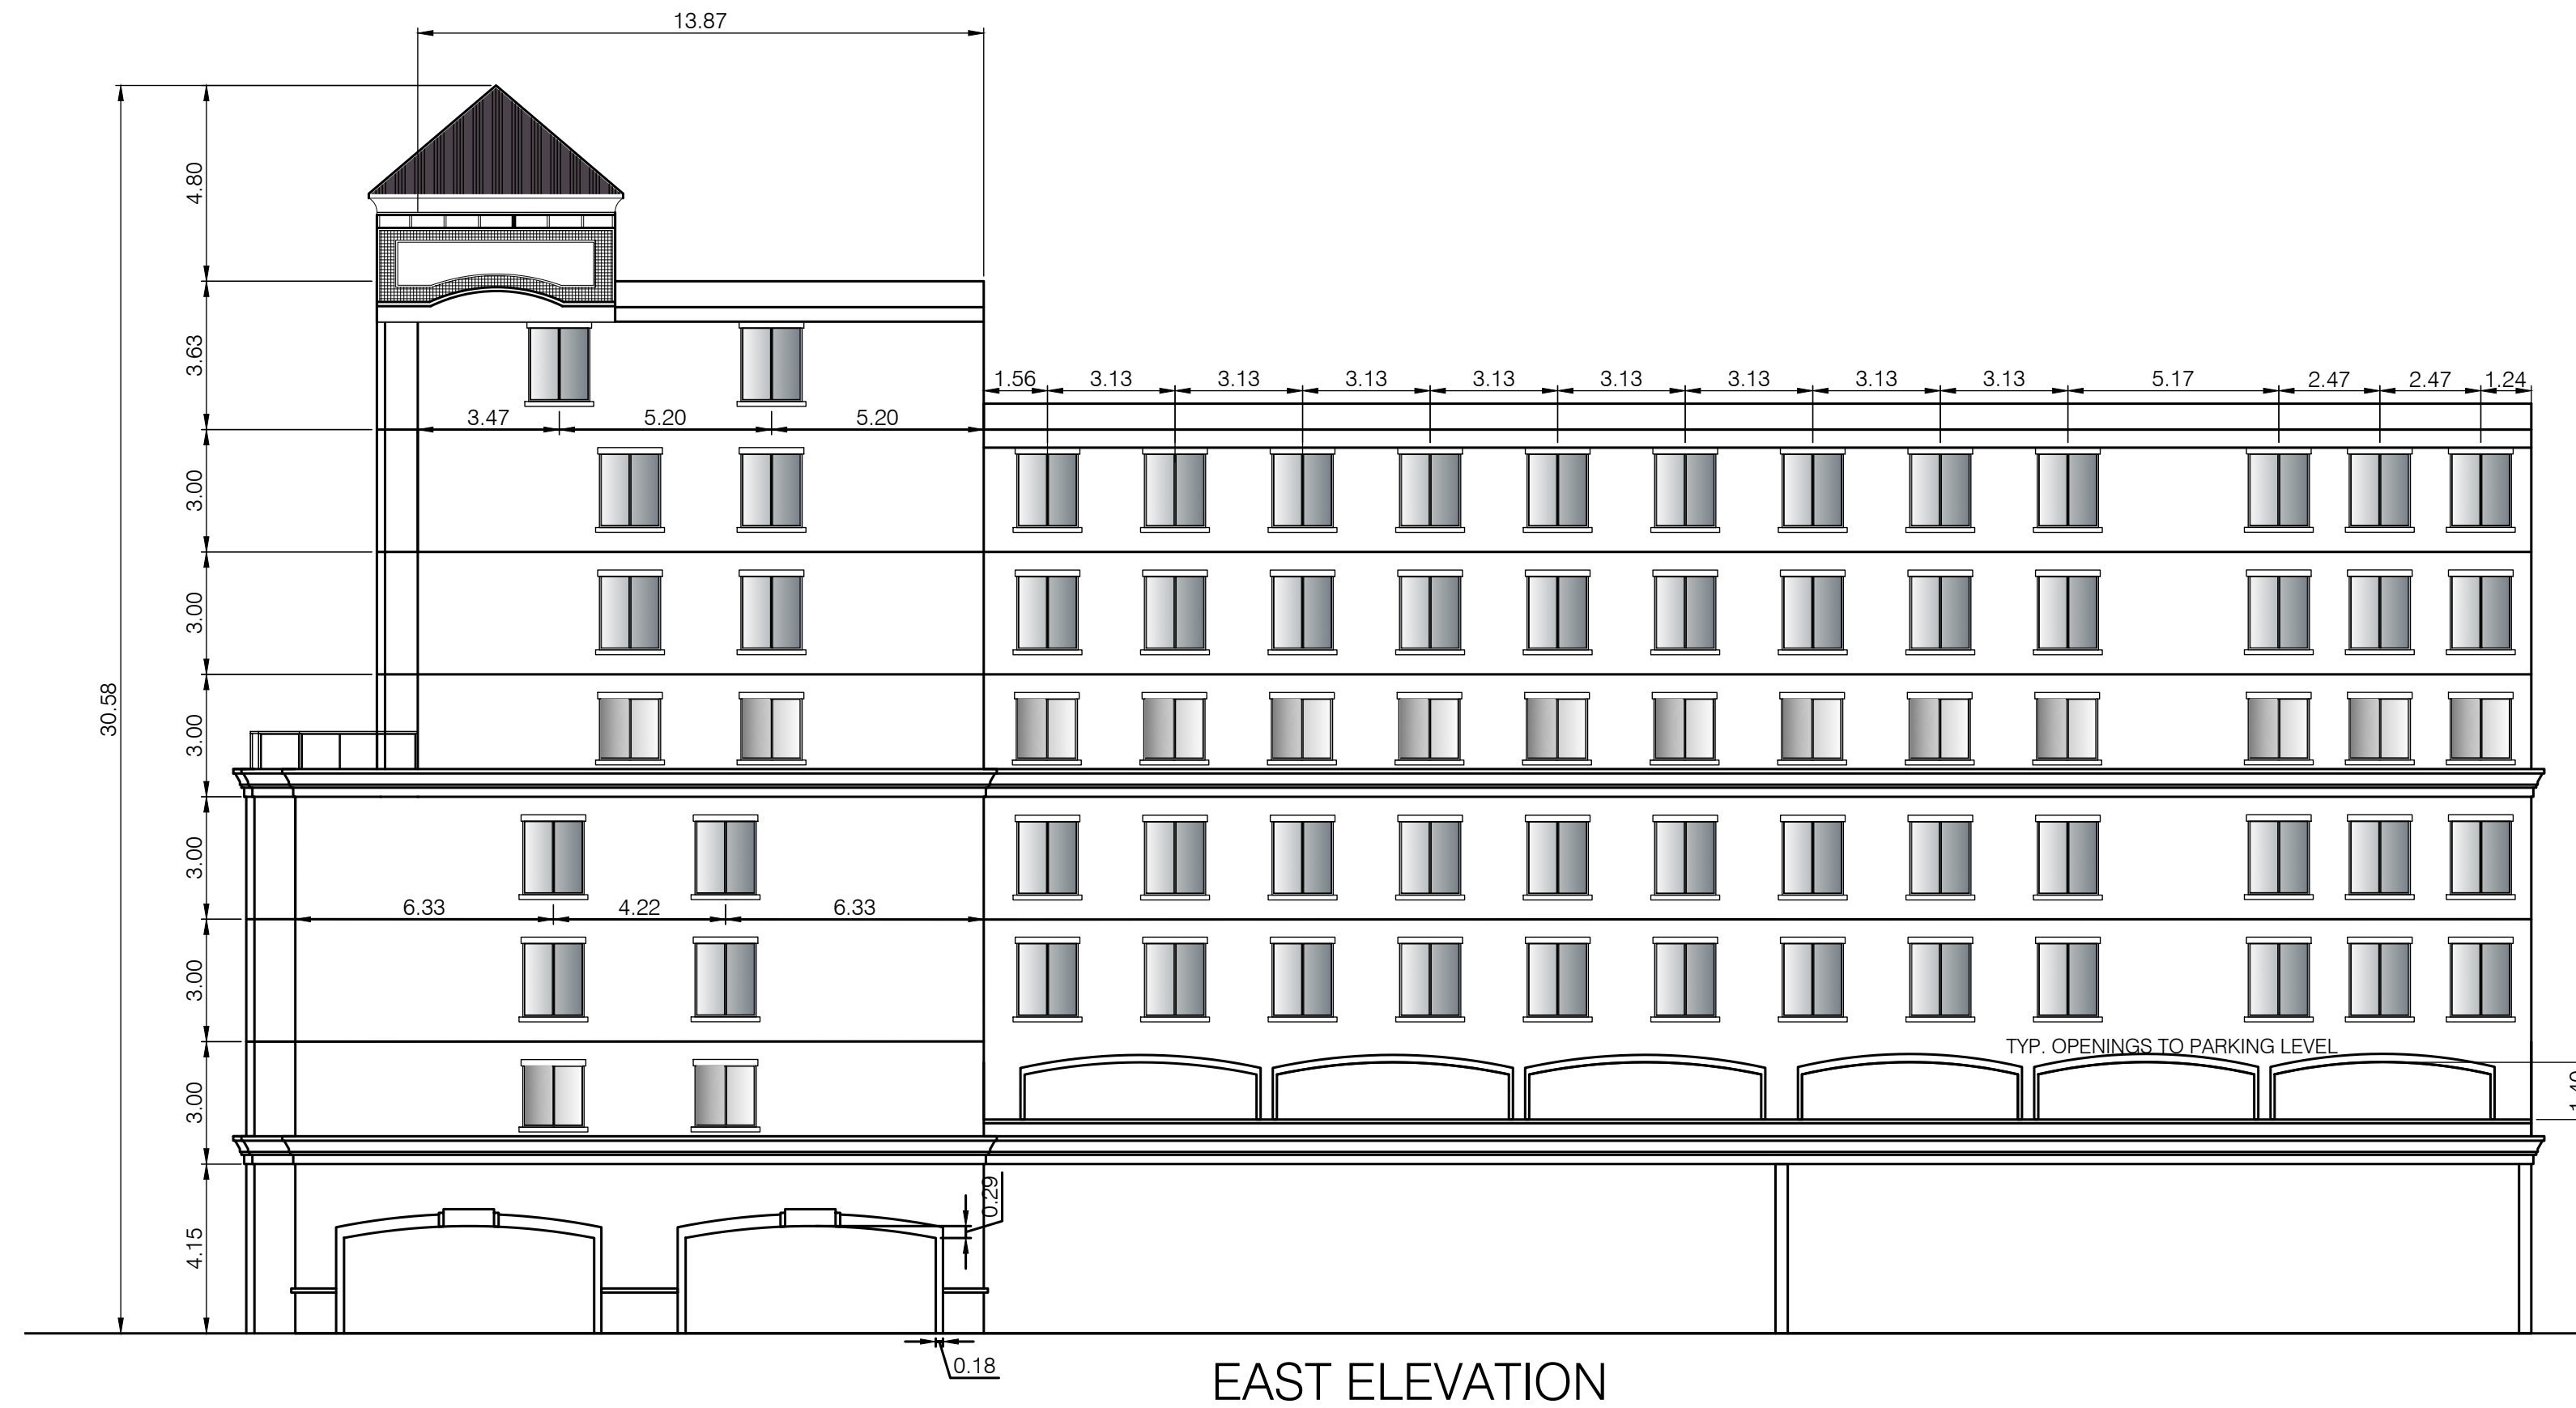 13.87
4.80
3.63
1.56 3.13 3.13 3.13 3.13 3.13 3.13 3.13 3.13 5.17 2.47 2.47 1.24
3.47 5.20 5.20
3.00
3.00
30.58
3.00
3.00
6.33 4.22 6.33
3.00
TYP. OPENINGS TO PARKING LEVEL
3.00
0.29
4.15
0.18
EAST ELEVATION